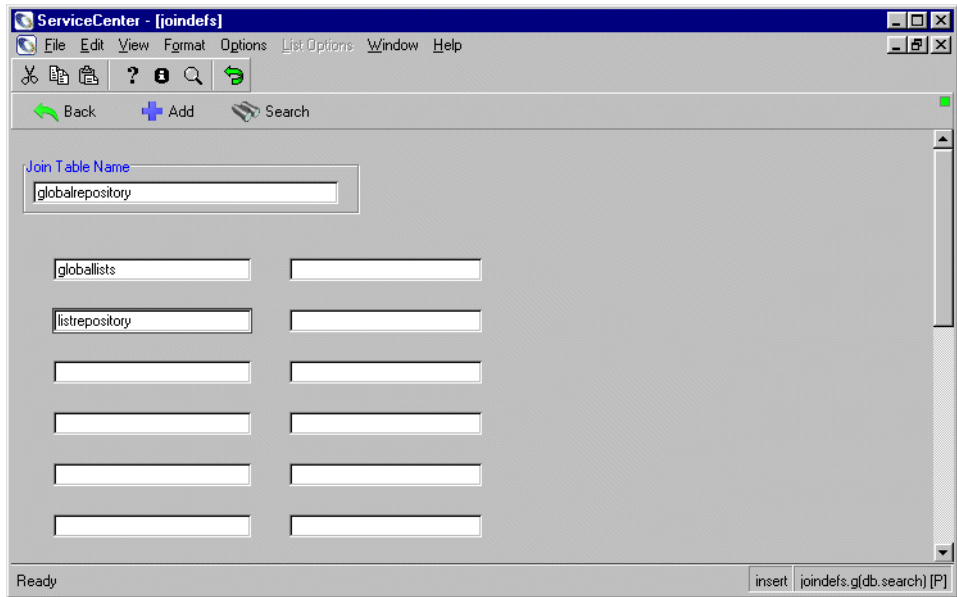 ServiceCenter - [joindefs]
File Edit View Format Options List Options Window Help
Back Add Search
Join Table Name
globalrepository
globallists
listrepository
Ready insert joindefs.g(db.search) [P]